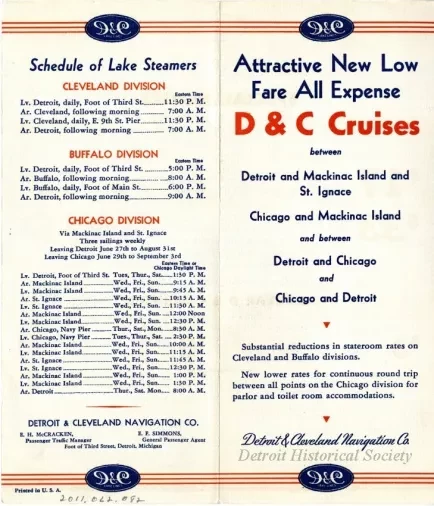 D&C
Schedule of Lake Steamers
CLEVELAND DIVISION
Eastern Time
Lv. Detroit, daily, Foot of Third St.........11:30 P. M.
Ar. Cleveland, following morning ............ 7:00 A. M.
Lv. Cleveland, daily, E. 9th St. Pier......11:30 P. M.
Ar. Detroit, following morning ............. 7:00 A. M.
BUFFALO DIVISION
Eastern Time
Lv. Detroit, daily, Foot of Third St. ........5:00 P. M.
Ar. Buffalo, following morning..............8:00 A. M.
Lv. Buffalo, daily, Foot of Main St.........6:00 P. M.
Ar. Detroit, following morning..............9:00 A. M.
CHICAGO DIVISION
Via Mackinac Island and St. Ignace
Three sailings weekly
Leaving Detroit June 27th to August 31st
Leaving Chicago June 29th to September 3rd
Eastern Time or
Chicago Daylight Time
Lv. Detroit, Foot of Third St. Tues, Thur., Sat......1:30 P. M.
Ar. Mackinac Island ............Wed., Fri., Sun......9:15 A. M.
Lv. Mackinac Island ............Wed., Fri., Sun......9:45 A. M.
Ar. St. Ignace ............Wed., Fri., Sun. ...10:15 A. M.
Lv. St. Ignace ............Wed., Fri., Sun. ...11:30 A. M.
Ar. Mackinac Island ............Wed., Fri., Sun.....12:00 Noon
Lv. Mackinac Island ............Wed., Fri., Sun.....12:30 P. M.
Ar. Chicago, Navy Pier ........Thur., Sat., Mon.....8:30 A. M.
Lv. Chicago, Navy Pier ........Tues., Thur., Sat. ... 2:30 P. M.
Ar. Mackinac Island ............Wed., Fri., Sun.....10:00 A. M.
Lv. Mackinac Island ............Wed., Fri., Sun.....11:15 A. M.
Ar. St. Ignace ............Wed., Fri., Sun.....11:45 A. M.
Lv. St. Ignace ............Wed., Fri., Sun.....12:30 P. M.
Ar. Mackinac Island ............Wed., Fri., Sun..... 1:00 P. M.
Lv. Mackinac Island ............Wed., Fri., Sun..... 1:30 P. M.
Ar. Detroit............Thur., Sat., Mon..... 8:00 A. M.
DETROIT & CLEVELAND NAVIGATION CO.
R. H. McCRACKEN, E. F. SIMMONS,
Passenger Traffic Manager General Passenger Agent
Foot of Third Street, Detroit, Michigan
D&C
Printed in U. S. A.
2011.062.082
D&C
Attractive New Low
Fare All Expense
D & C Cruises
between
Detroit and Mackinac Island and
St. Ignace
Chicago and Mackinac Island
and between
Detroit and Chicago
and
Chicago and Detroit
Substantial reductions in stateroom rates on
Cleveland and Buffalo divisions.
New lower rates for continuous round trip
between all points on the Chicago division for
parlor and toilet room accommodations.
Detroit & Cleveland Navigation Co.
Detroit Historical Society
D&C